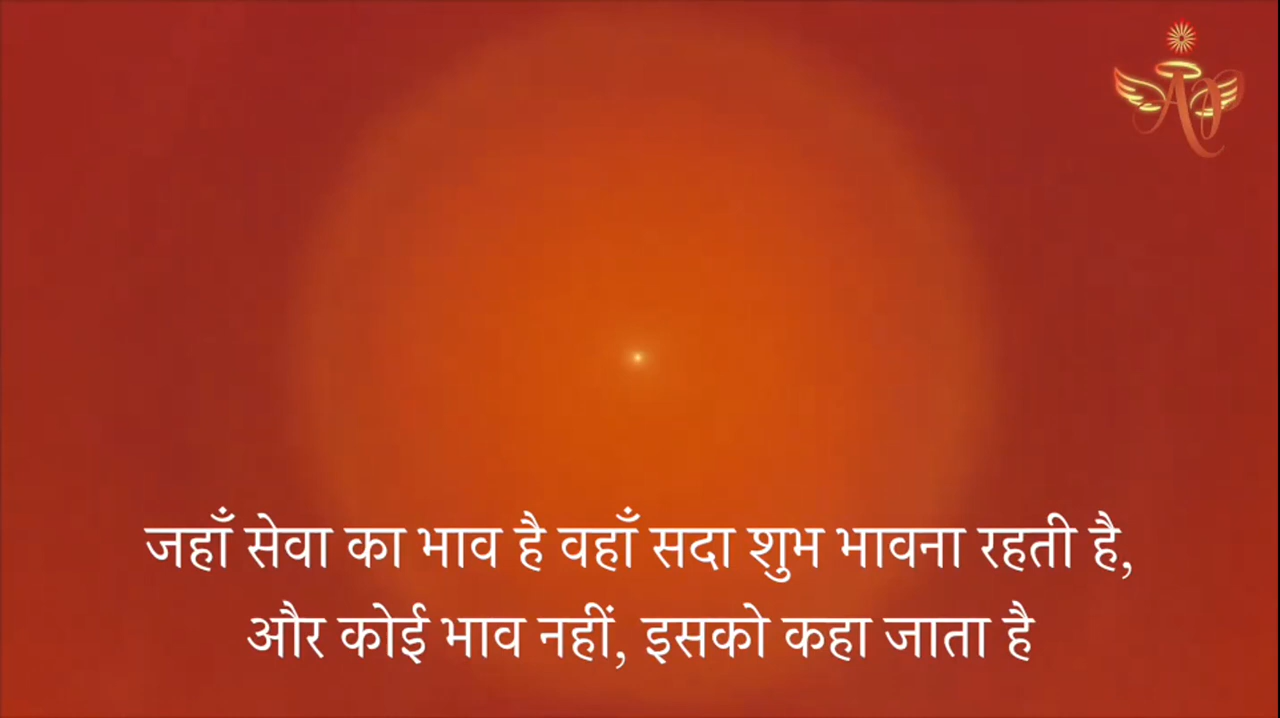 जहाँ सेवा का भाव है वहाँ सदा शुभ भावना रहती है,
और कोई भाव नहीं, इसको कहा जाता है